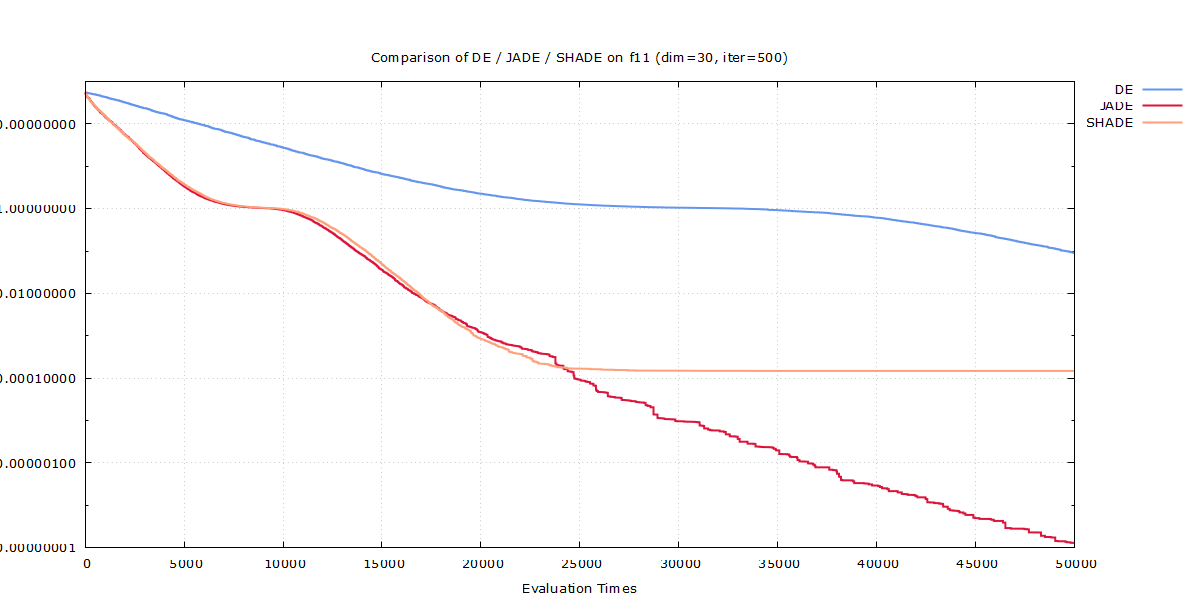 Comparison of DE / JADE / SHADE on f11 (dim=30, iter=500)
DE
JADE
SHADE
0.00000000
1.00000000
0.01000000
0.00010000
0.00000100
0.00000001
0 5000 10000 15000 20000 25000 30000 35000 40000 45000 50000
Evaluation Times